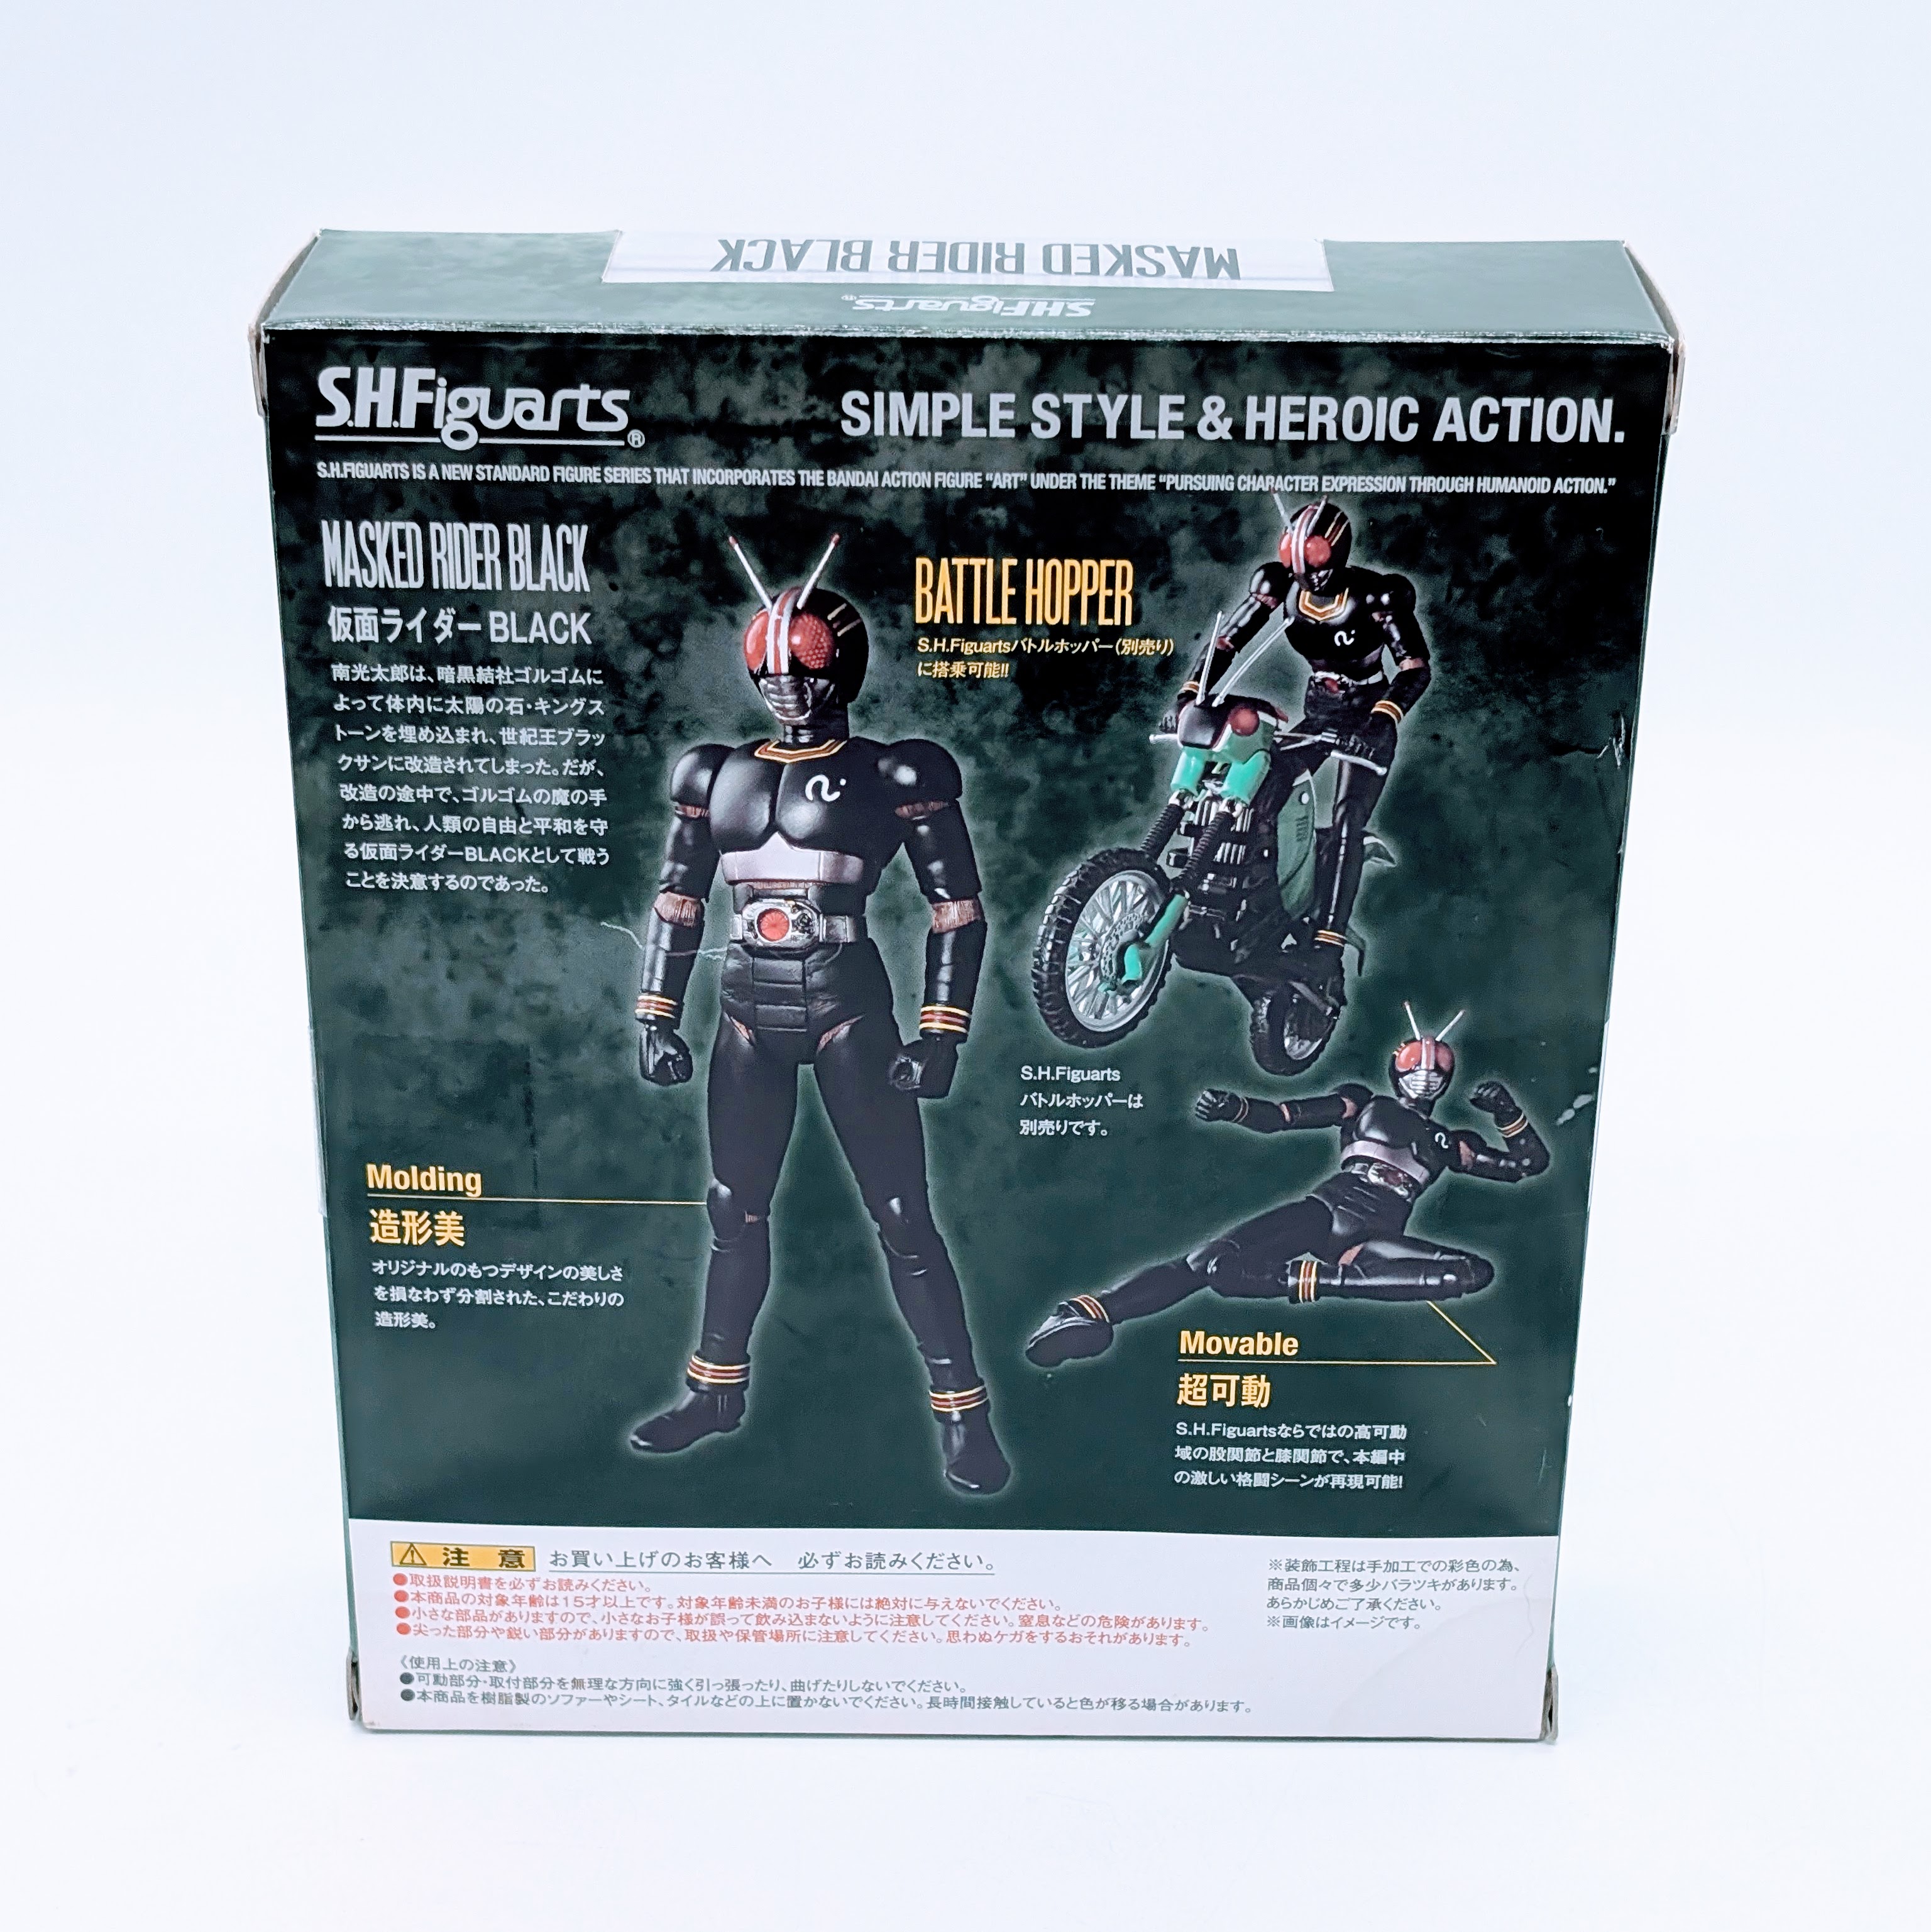 MASKED RIDER BLACK
S.H.Figuarts®
S.H.Figuarts®
SIMPLE STYLE & HEROIC ACTION.
S.H.FIGUARTS IS A NEW STANDARD FIGURE SERIES THAT INCORPORATES THE BANDAI ACTION FIGURE “ART” UNDER THE THEME “PURSUING CHARACTER EXPRESSION THROUGH HUMANOID ACTION.”
MASKED RIDER BLACK
仮面ライダーBLACK
南光太郎は、暗黒結社ゴルゴムに
よって体内に太陽の石・キングス
トーンを埋め込まれ、世紀王ブラッ
クサンに改造されてしまった。だが、
改造の途中で、ゴルゴムの魔の手
から逃れ、人類の自由と平和を守
る仮面ライダーBLACKとして戦う
ことを決意するのであった。
BATTLE HOPPER
S.H.Figuartsバトルホッパー(別売り)
に搭乗可能!!
S.H.Figuarts
バトルホッパーは
別売りです。
Molding
造形美
オリジナルのもつデザインの美しさ
を損なわず分割された、こだわりの
造形美。
Movable
超可動
S.H.Figuartsならではの高可動
域の股関節と膝関節で、本編中
の激しい格闘シーンが再現可能!
注意 お買い上げのお客様へ 必ずお読みください。
●取扱説明書を必ずお読みください。
●本商品の対象年齢は15才以上です。対象年齢未満のお子様には絶対に与えないでください。
●小さな部品がありますので、小さなお子様が誤って飲み込まないように注意してください。窒息などの危険があります。
●尖った部分や鋭い部分がありますので、取扱や保管場所に注意してください。思わぬケガをするおそれがあります。
《使用上の注意》
●可動部分・取付部分を無理な方向に強く引っ張ったり、曲げたりしないでください。
●本商品を樹脂製のソファーやシート、タイルなどの上に置かないでください。長時間接触していると色が移る場合があります。
※装飾工程は手加工での彩色の為、
商品個々で多少バラツキがあります。
あらかじめご了承ください。
※画像はイメージです。